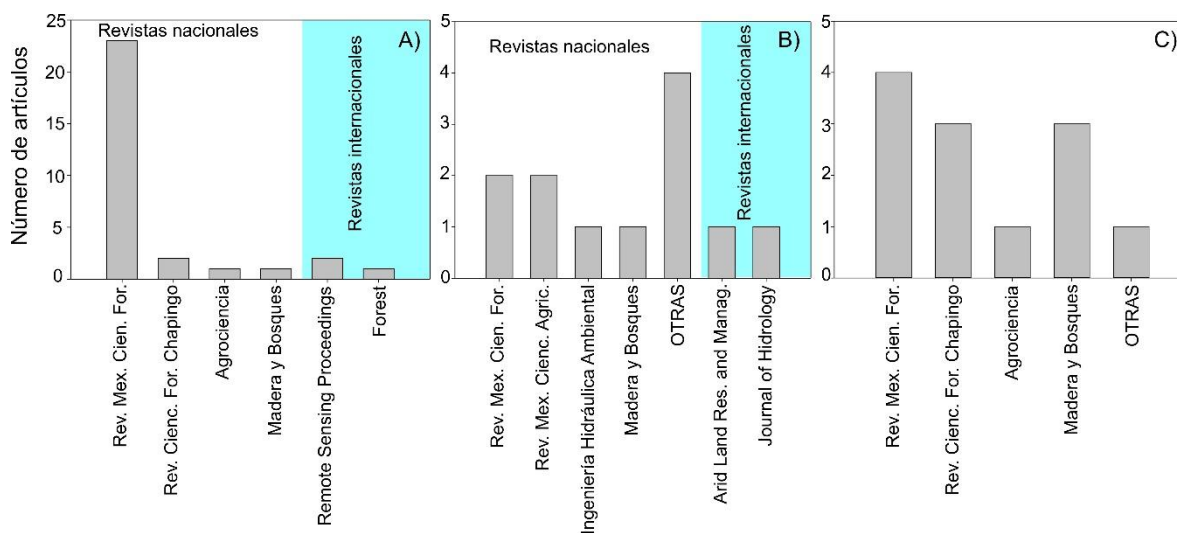 Número de artículos
25
20
15
10
5
0
Revistas nacionales
Revistas internacionales
A)
Rev. Mex. Cien. For.
Rev. Cienc. For. Chapingo
Agrociencia
Madera y Bosques
Remote Sensing Proceedings
Forest
5
4
3
2
1
0
Revistas nacionales
Revistas internacionales
B)
Rev. Mex. Cien. For.
Rev. Mex. Cienc. Agric.
Ingeniería Hidráulica Ambiental
Madera y Bosques
OTRAS
Arid Land Res. and Manag.
Journal of Hidrology
5
4
3
2
1
0
C)
Rev. Mex. Cien. For.
Rev. Cienc. For. Chapingo
Agrociencia
Madera y Bosques
OTRAS